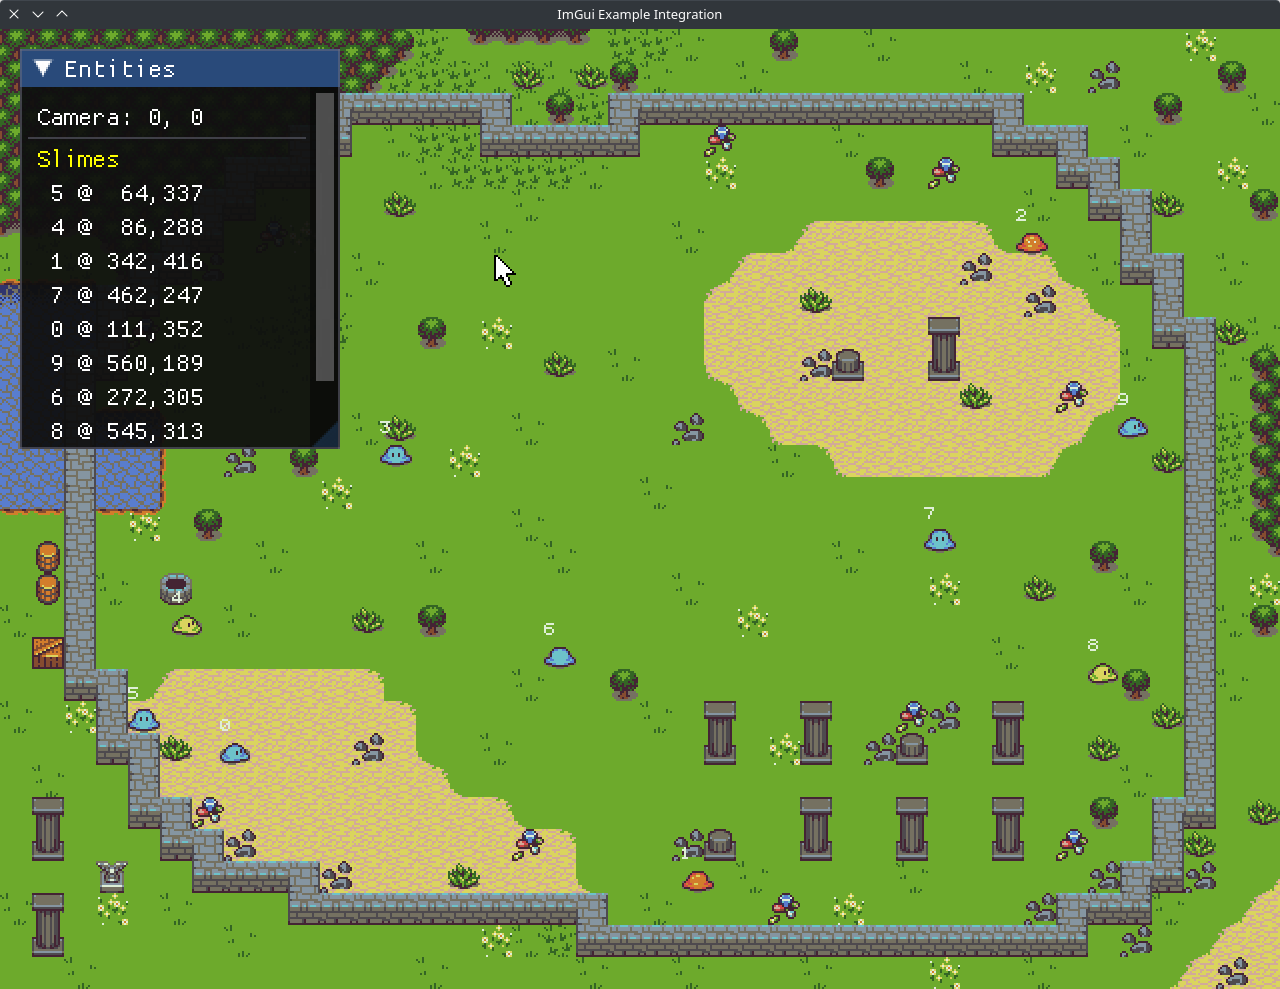 ImGui Example Integration
Entities
Camera: 0, 0
Slimes
5 @ 64,337
4 @ 86,288
1 @ 342,416
7 @ 462,247
0 @ 111,352
9 @ 560,189
6 @ 272,305
8 @ 545,313
2
9
3
7
4
6
8
5
0
1